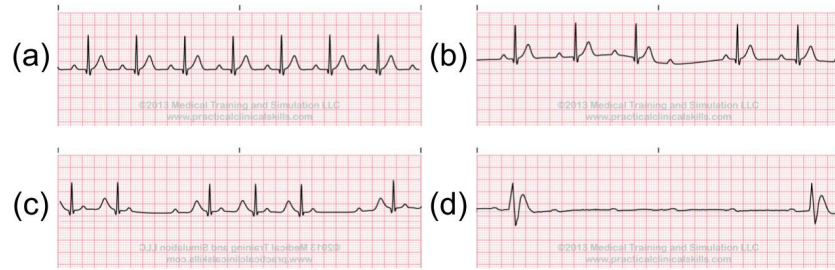 (a)
©2013 Medical Training and Simulation LLC
www.practicalclinicalskills.com
(b)
©2013 Medical Training and Simulation LLC
www.practicalclinicalskills.com
(c)
©2013 Medical Training and Simulation LLC
www.practicalclinicalskills.com
(d)
©2013 Medical Training and Simulation LLC
www.practicalclinicalskills.com